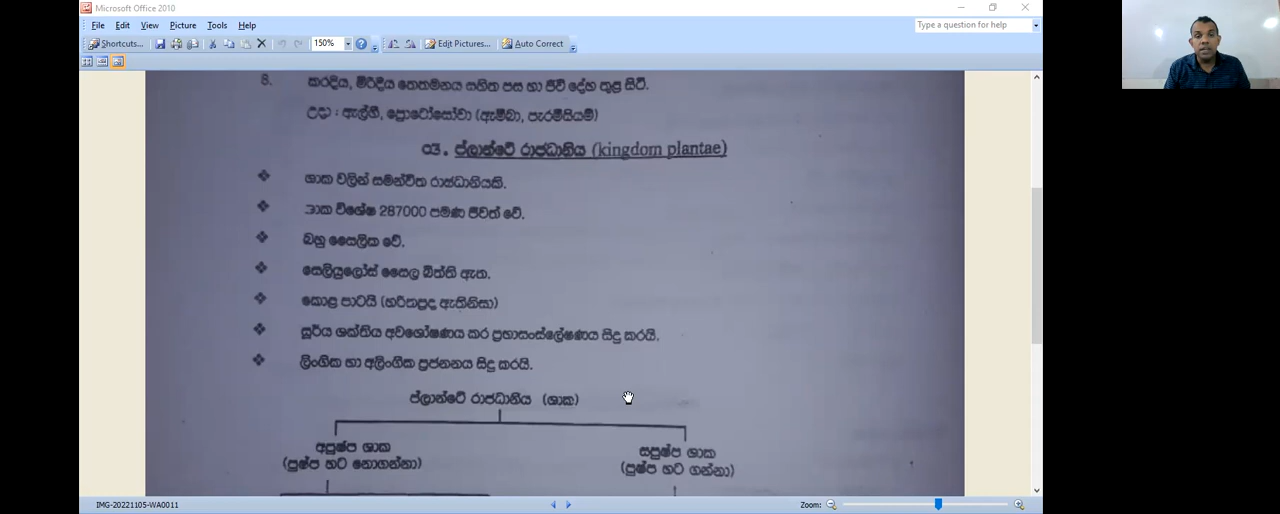 Microsoft Office 2010
File Edit View Picture Tools Help
Type a question for help
Shortcuts... 150% Edit Pictures... Auto Correct
8. කරදිය, මිරිදිය තෙතමනය සහිත පස හා ජීවී දේහ තුළ සිටී.
උදා : ඇල්ගී, ප්‍රොටෝසෝවා (ඇමීබා, පැරමීසියම්)
03. ප්ලාන්ටේ රාජධානිය (kingdom plantae)
❖ ශාක වලින් සමන්විත රාජධානියකි.
❖ ශාක විශේෂ 287000 පමණ ජීවත් වේ.
❖ බහු සෛලික වේ.
❖ සෙලියුලෝස් සෛල බිත්ති ඇත.
❖ කොළ පාටයි (හරිතප්‍රද ඇතිනිසා)
❖ සූර්ය ශක්තිය අවශෝෂණය කර ප්‍රභාසංස්ලේෂණය සිදු කරයි.
❖ ලිංගික හා අලිංගික ප්‍රජනනය සිදු කරයි.
ප්ලාන්ටේ රාජධානිය (ශාක)
අපුෂ්ප ශාක
(පුෂ්ප හට නොගන්නා)
සපුෂ්ප ශාක
(පුෂ්ප හට ගන්නා)
IMG-20221105-WA0011
Zoom: